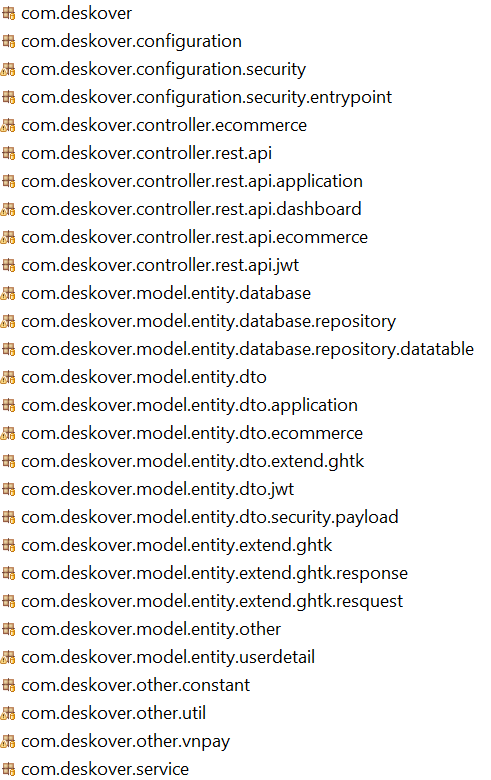 com.deskover
com.deskover.configuration
com.deskover.configuration.security
com.deskover.configuration.security.entrypoint
com.deskover.controller.ecommerce
com.deskover.controller.rest.api
com.deskover.controller.rest.api.application
com.deskover.controller.rest.api.dashboard
com.deskover.controller.rest.api.ecommerce
com.deskover.controller.rest.api.jwt
com.deskover.model.entity.database
com.deskover.model.entity.database.repository
com.deskover.model.entity.database.repository.datatable
com.deskover.model.entity.dto
com.deskover.model.entity.dto.application
com.deskover.model.entity.dto.ecommerce
com.deskover.model.entity.dto.extend.ghtk
com.deskover.model.entity.dto.jwt
com.deskover.model.entity.dto.security.payload
com.deskover.model.entity.extend.ghtk
com.deskover.model.entity.extend.ghtk.response
com.deskover.model.entity.extend.ghtk.resquest
com.deskover.model.entity.other
com.deskover.model.entity.userdetail
com.deskover.other.constant
com.deskover.other.util
com.deskover.other.vnpay
com.deskover.service